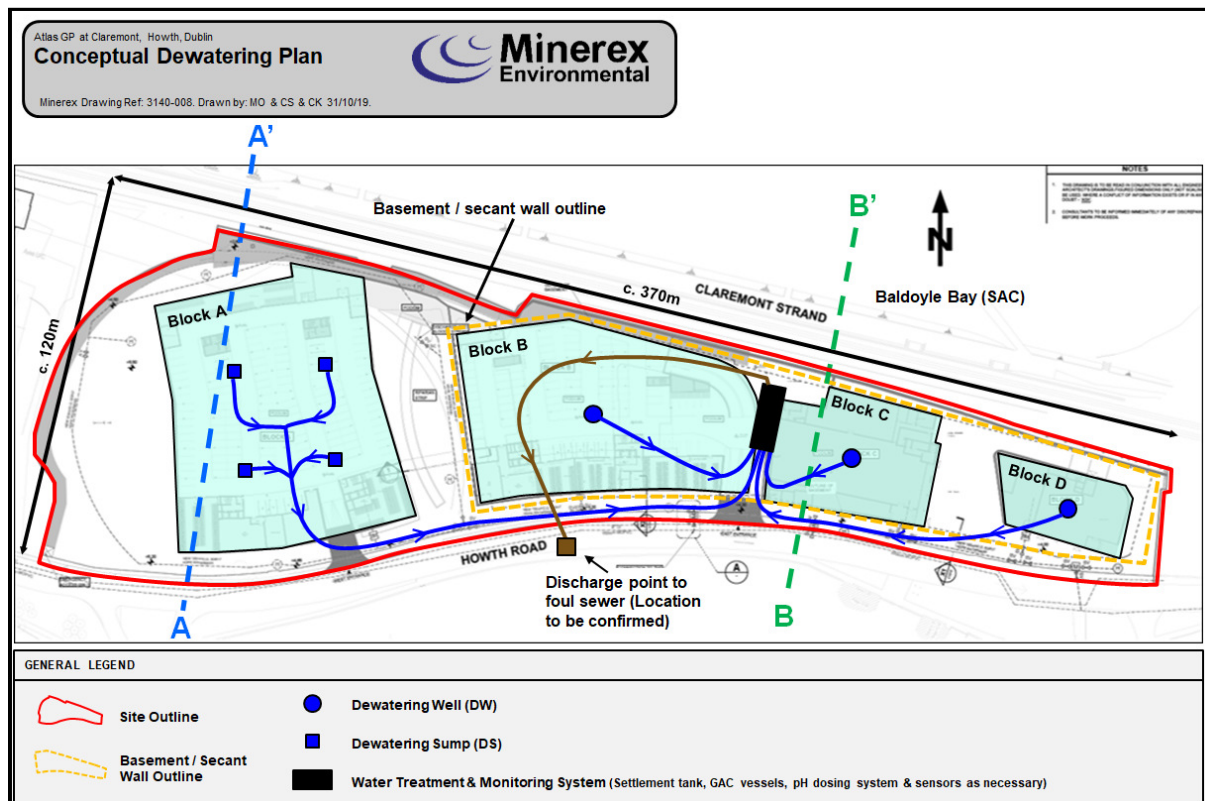 Atlas GP at Claremont, Howth, Dublin
Conceptual Dewatering Plan
Minerex Drawing Ref: 3140-008. Drawn by: MO & CS & CK 31/10/19.
Minerex
Environmental
A'
B'
N
NOTES
Basement / secant wall outline
c. 370m
CLAREMONT STRAND
Baldoyle Bay (SAC)
c. 120m
Block A
Block B
Block C
Block D
HOWTH ROAD
A
A
B
Discharge point to
foul sewer (Location
to be confirmed)
GENERAL LEGEND
Site Outline
Basement / Secant
Wall Outline
Dewatering Well (DW)
Dewatering Sump (DS)
Water Treatment & Monitoring System (Settlement tank, GAC vessels, pH dosing system & sensors as necessary)